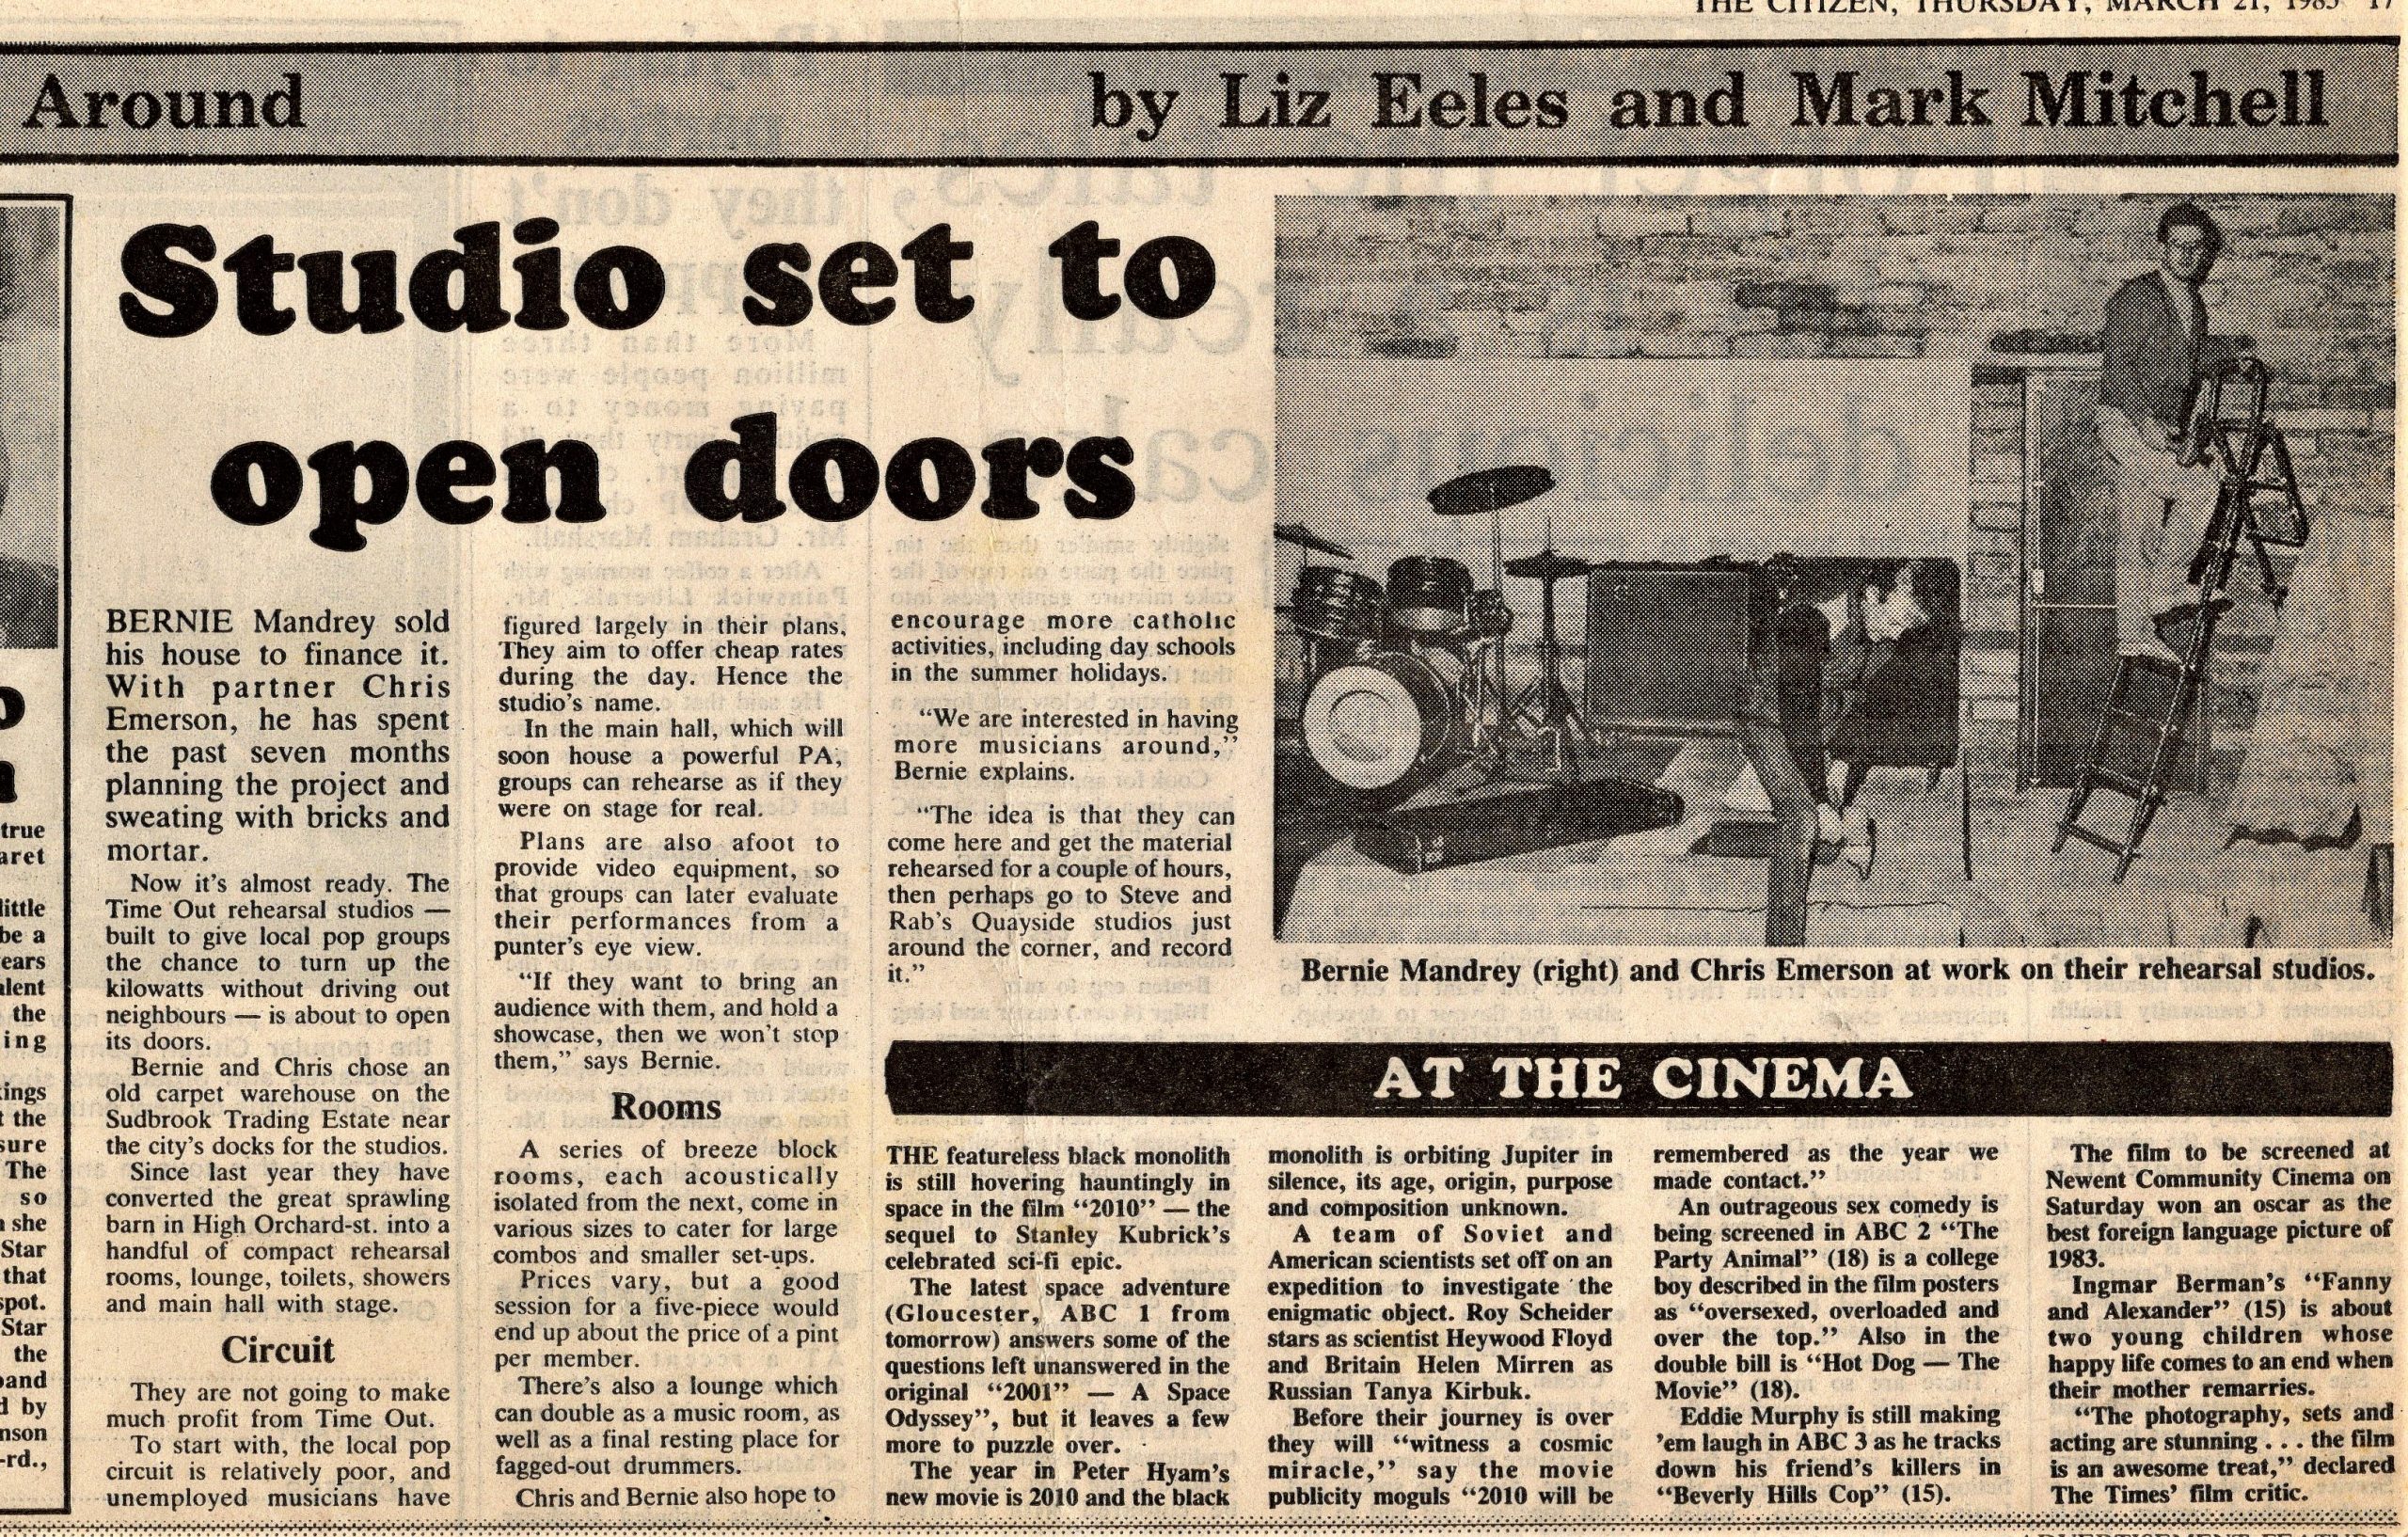 THE CITIZEN, THURSDAY, MARCH 21, 1985 17
Around
by Liz Eeles and Mark Mitchell
true
aret
little
be a
ears
alent
the
ing
kings
t the
sure
The
so
she
Star
that
spot.
Star
the
band
d by
nson
-rd.,
Studio set to
open doors
BERNIE Mandrey sold
his house to finance it.
With partner Chris
Emerson, he has spent
the past seven months
planning the project and
sweating with bricks and
mortar.
Now it's almost ready. The
Time Out rehearsal studios —
built to give local pop groups
the chance to turn up the
kilowatts without driving out
neighbours — is about to open
its doors.
Bernie and Chris chose an
old carpet warehouse on the
Sudbrook Trading Estate near
the city's docks for the studios.
Since last year they have
converted the great sprawling
barn in High Orchard-st. into a
handful of compact rehearsal
rooms, lounge, toilets, showers
and main hall with stage.
Circuit
They are not going to make
much profit from Time Out.
To start with, the local pop
circuit is relatively poor, and
unemployed musicians have
figured largely in their plans.
They aim to offer cheap rates
during the day. Hence the
studio's name.
In the main hall, which will
soon house a powerful PA,
groups can rehearse as if they
were on stage for real.
Plans are also afoot to
provide video equipment, so
that groups can later evaluate
their performances from a
punter's eye view.
"If they want to bring an
audience with them, and hold a
showcase, then we won't stop
them," says Bernie.
Rooms
A series of breeze block
rooms, each acoustically
isolated from the next, come in
various sizes to cater for large
combos and smaller set-ups.
Prices vary, but a good
session for a five-piece would
end up about the price of a pint
per member.
There's also a lounge which
can double as a music room, as
well as a final resting place for
fagged-out drummers.
Chris and Bernie also hope to
encourage more catholic
activities, including day schools
in the summer holidays.
"We are interested in having
more musicians around,"
Bernie explains.
"The idea is that they can
come here and get the material
rehearsed for a couple of hours,
then perhaps go to Steve and
Rab's Quayside studios just
around the corner, and record
it."
Bernie Mandrey (right) and Chris Emerson at work on their rehearsal studios.
AT THE CINEMA
THE featureless black monolith
is still hovering hauntingly in
space in the film "2010" — the
sequel to Stanley Kubrick's
celebrated sci-fi epic.
The latest space adventure
(Gloucester, ABC 1 from
tomorrow) answers some of the
questions left unanswered in the
original "2001" — A Space
Odyssey", but it leaves a few
more to puzzle over.
The year in Peter Hyam's
new movie is 2010 and the black
monolith is orbiting Jupiter in
silence, its age, origin, purpose
and composition unknown.
A team of Soviet and
American scientists set off on an
expedition to investigate the
enigmatic object. Roy Scheider
stars as scientist Heywood Floyd
and Britain Helen Mirren as
Russian Tanya Kirbuk.
Before their journey is over
they will "witness a cosmic
miracle," say the movie
publicity moguls "2010 will be
remembered as the year we
made contact."
An outrageous sex comedy is
being screened in ABC 2 "The
Party Animal" (18) is a college
boy described in the film posters
as "oversexed, overloaded and
over the top." Also in the
double bill is "Hot Dog — The
Movie" (18).
Eddie Murphy is still making
'em laugh in ABC 3 as he tracks
down his friend's killers in
"Beverly Hills Cop" (15).
The film to be screened at
Newent Community Cinema on
Saturday won an oscar as the
best foreign language picture of
1983.
Ingmar Berman's "Fanny
and Alexander" (15) is about
two young children whose
happy life comes to an end when
their mother remarries.
"The photography, sets and
acting are stunning . . . the film
is an awesome treat," declared
The Times' film critic.